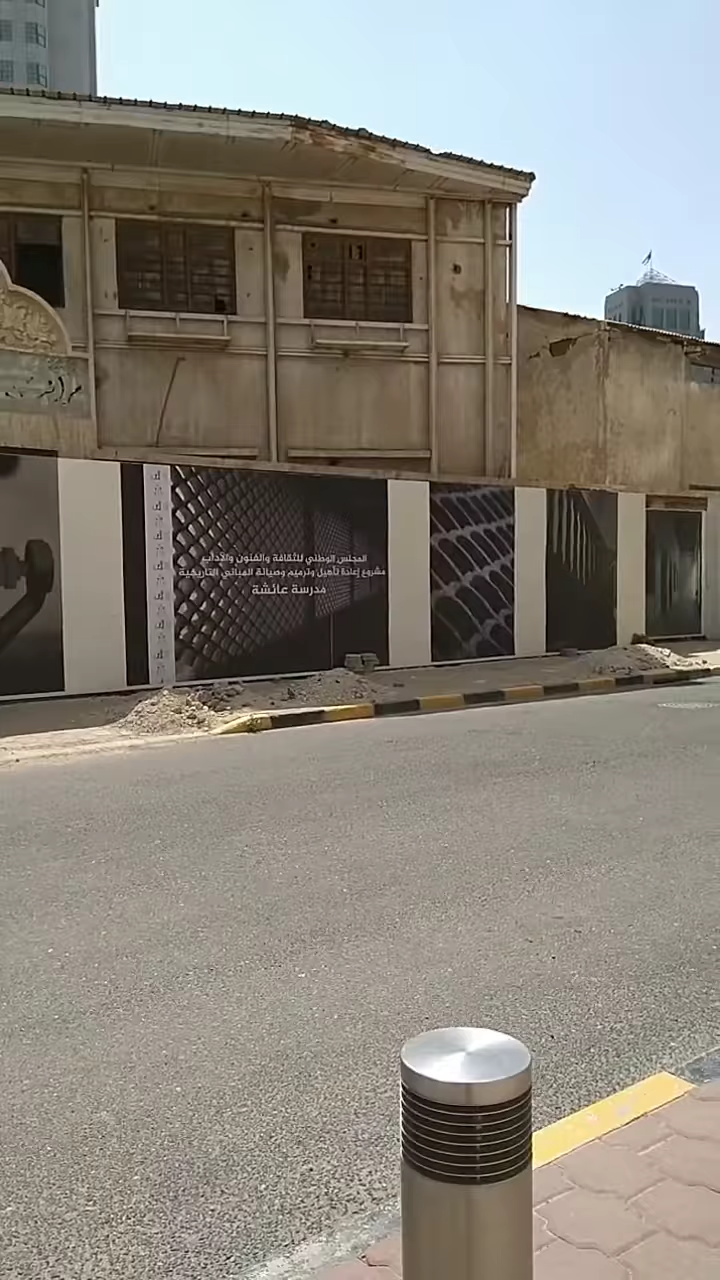 المجلس الوطني للثقافة والفنون والآداب
مشروع إعادة تأهيل وترميم وصيانة المباني التاريخية
مدرسة عائشة